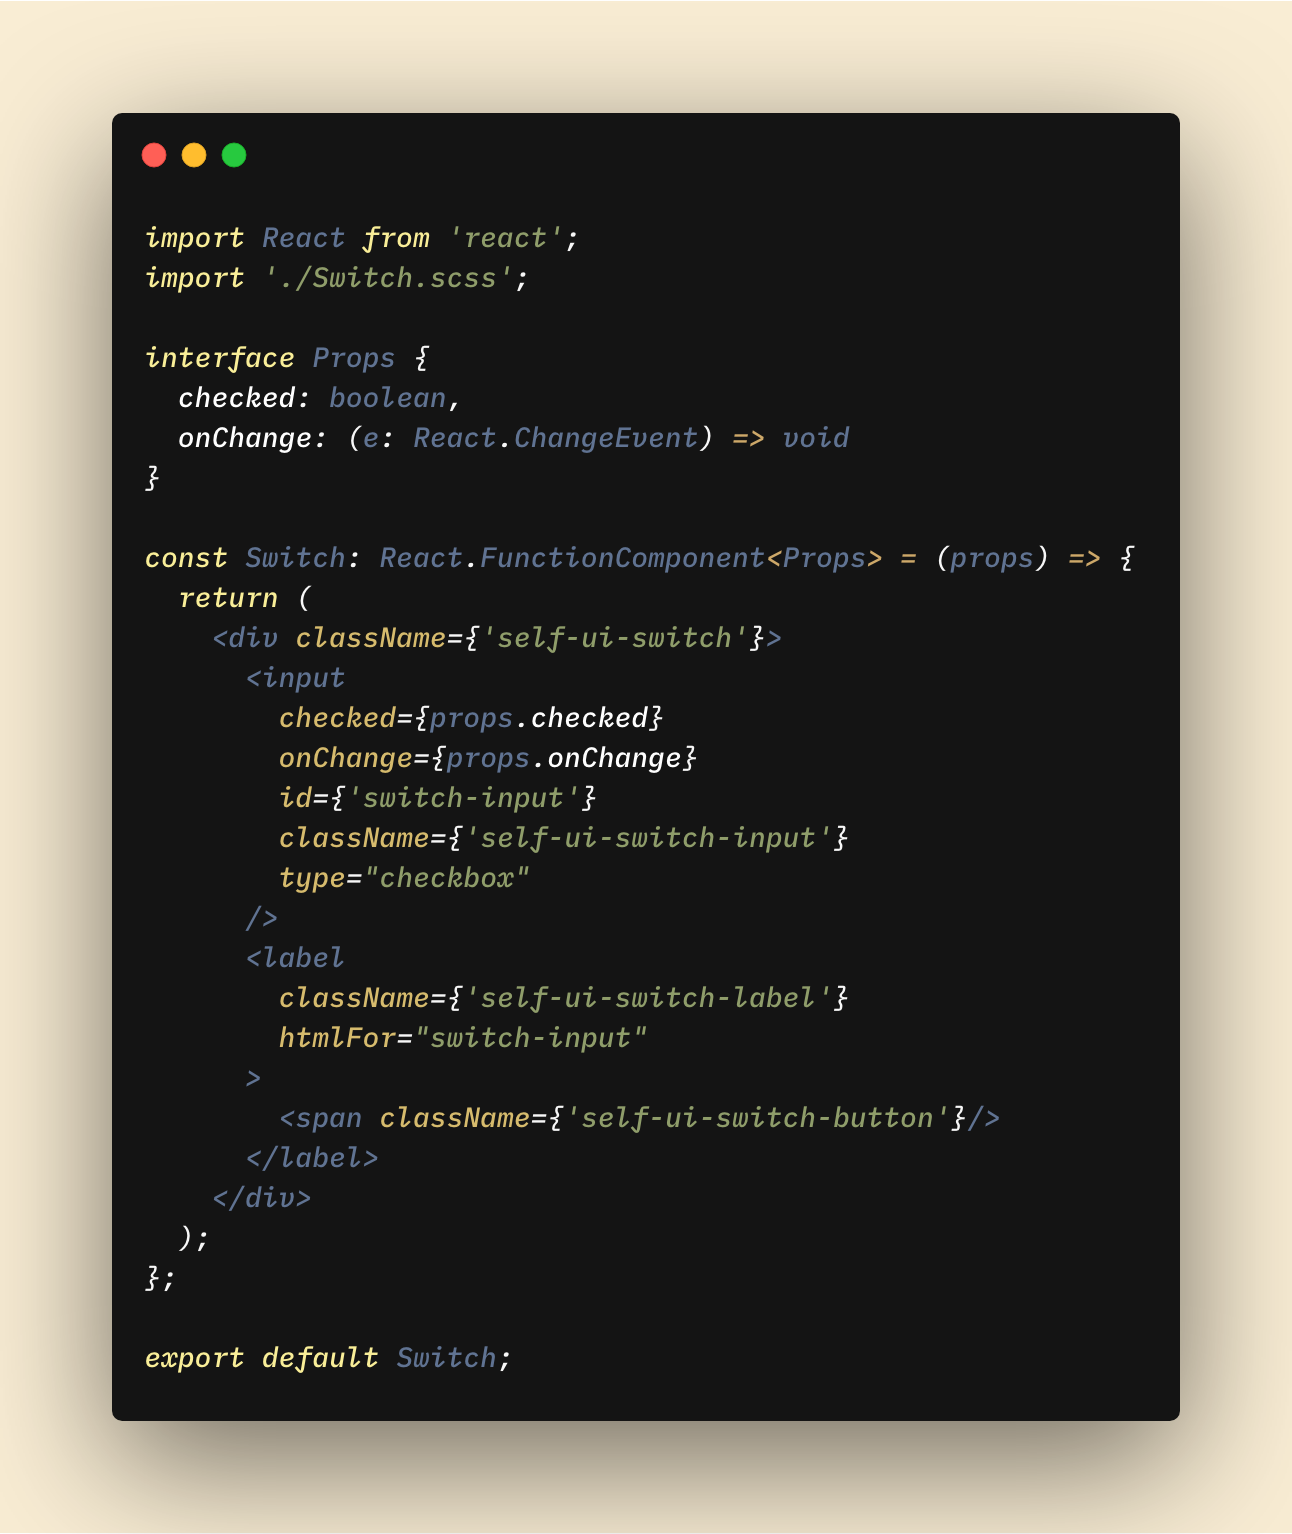 import React from 'react';
import './Switch.scss';

interface Props {
  checked: boolean,
  onChange: (e: React.ChangeEvent) => void
}

const Switch: React.FunctionComponent<Props> = (props) => {
  return (
    <div className={'self-ui-switch'}>
      <input
        checked={props.checked}
        onChange={props.onChange}
        id={'switch-input'}
        className={'self-ui-switch-input'}
        type="checkbox"
      />
      <label
        className={'self-ui-switch-label'}
        htmlFor="switch-input"
      >
        <span className={'self-ui-switch-button'}/>
      </label>
    </div>
  );
};

export default Switch;